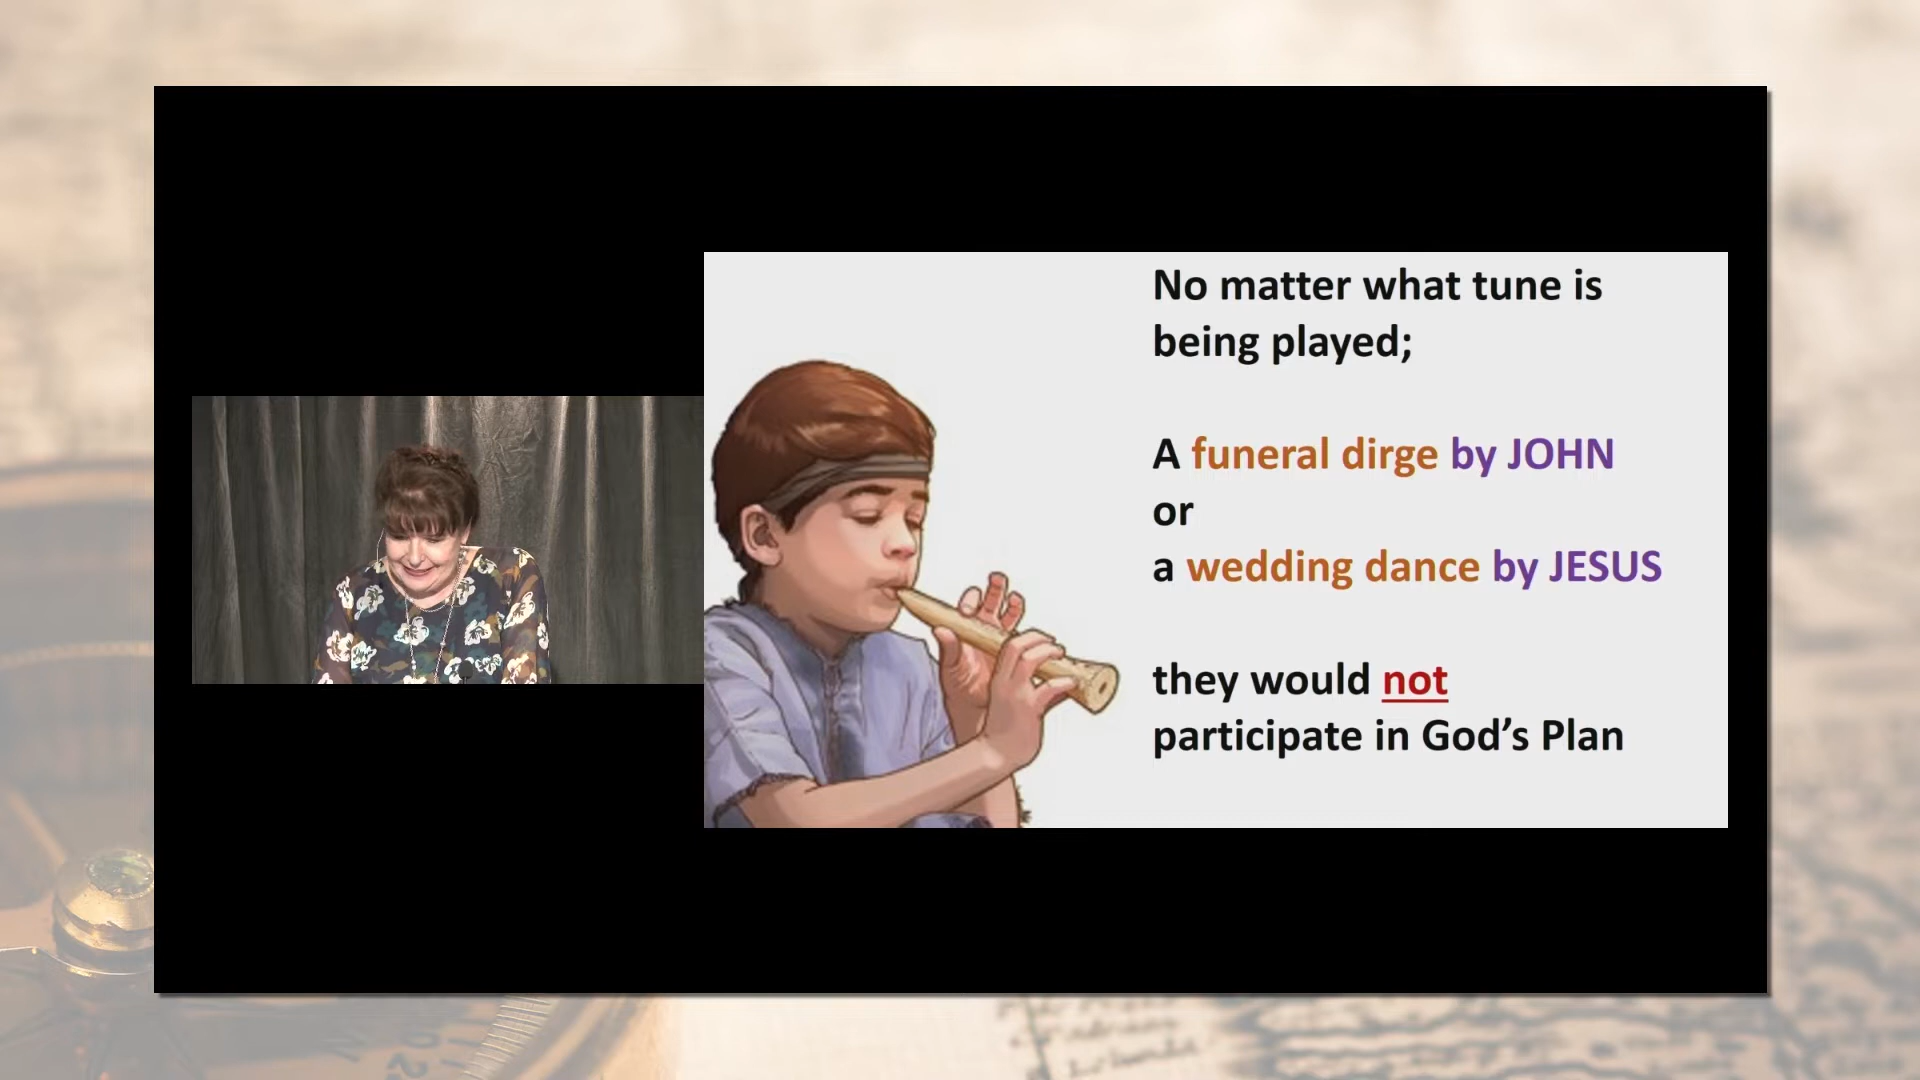 No matter what tune is
being played;
A funeral dirge by JOHN
or
a wedding dance by JESUS
they would not
participate in God’s Plan